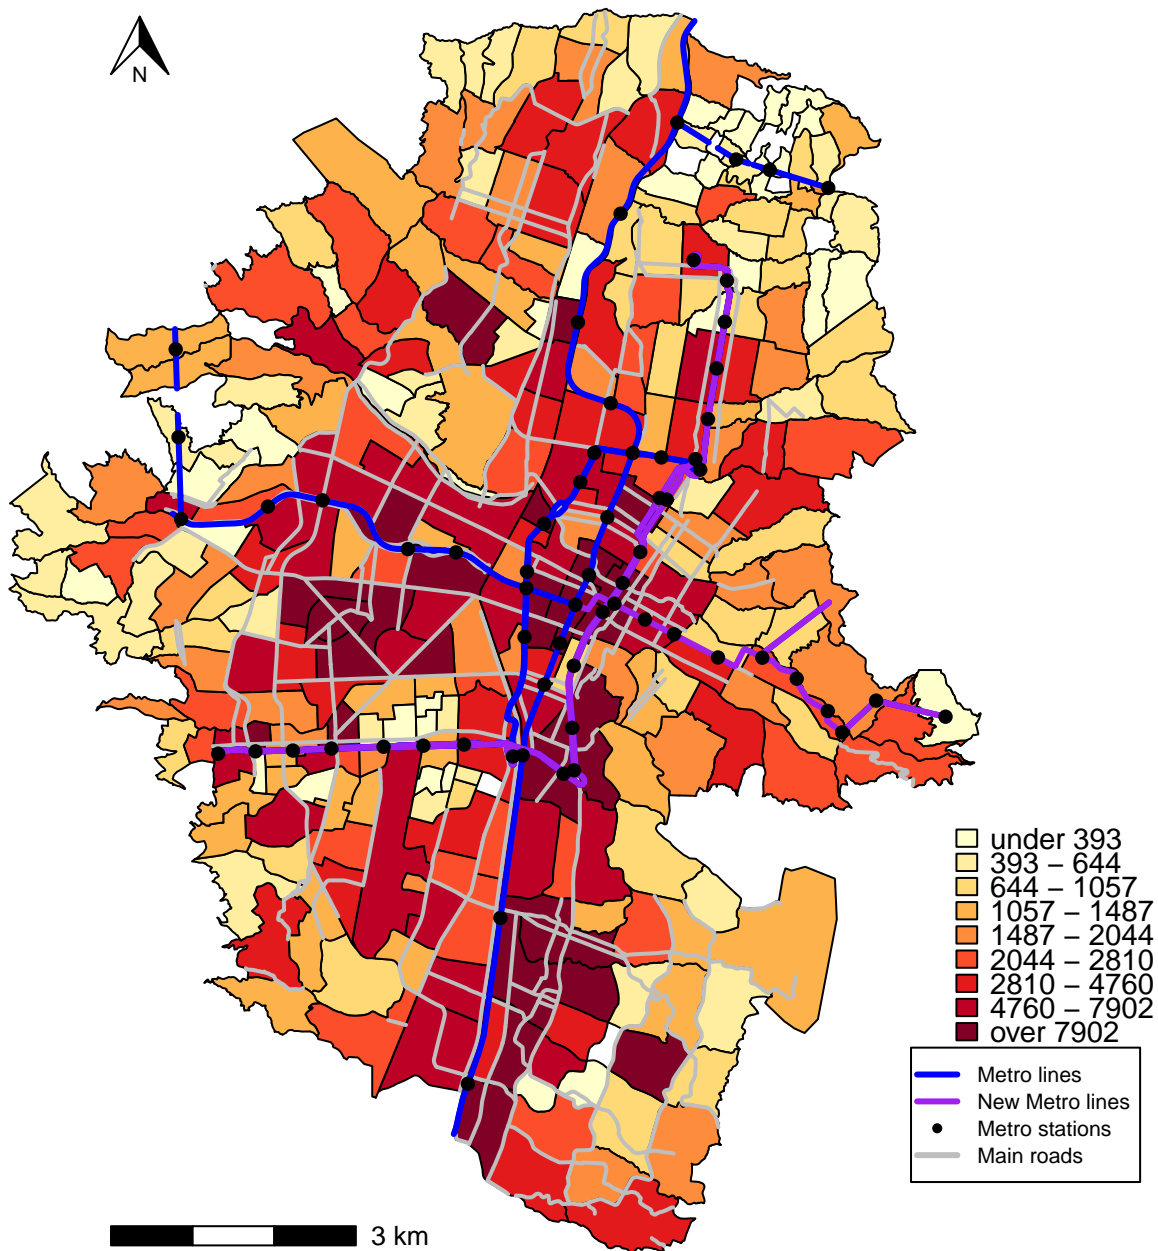 N
under 393
393 – 644
644 – 1057
1057 – 1487
1487 – 2044
2044 – 2810
2810 – 4760
4760 – 7902
over 7902
Metro lines
New Metro lines
Metro stations
Main roads
3 km